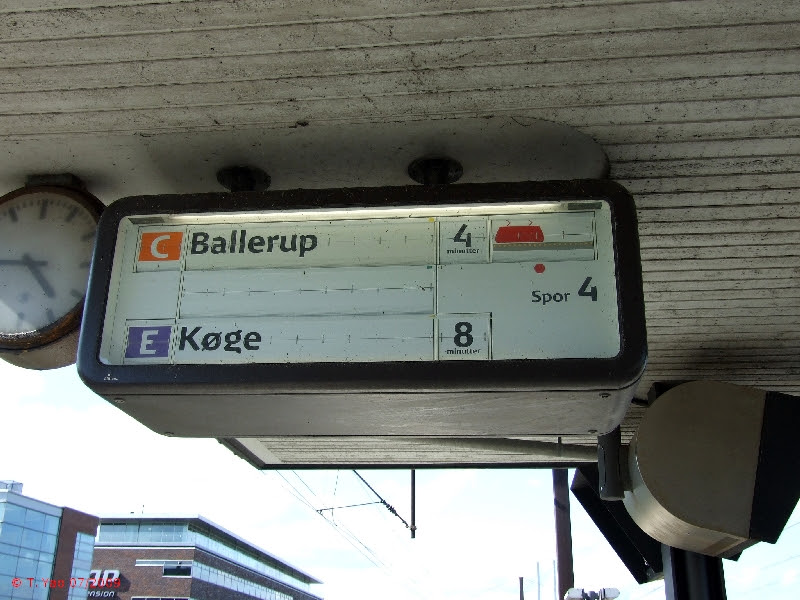 C Ballerup 4 minutter
Spor 4
E Køge 8 minutter